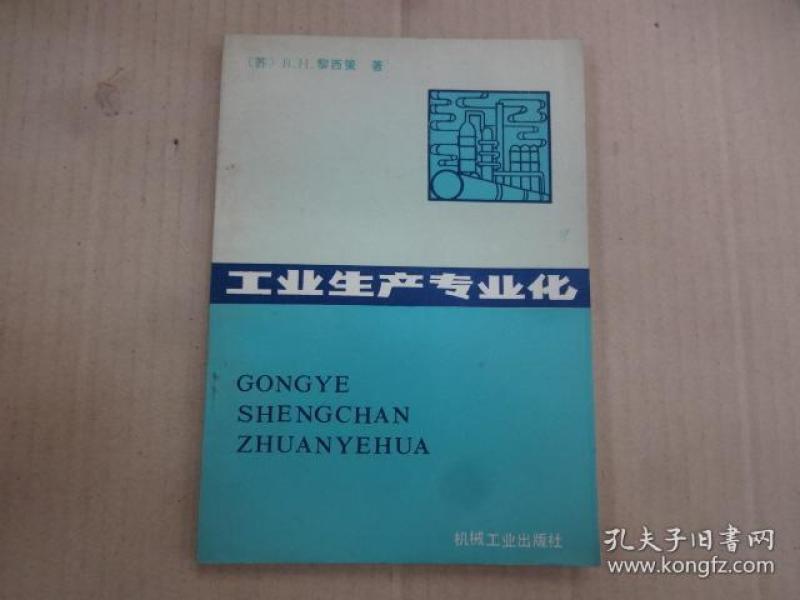 〔苏〕В.Н.黎西策 著
工业生产专业化
GONGYE
SHENGCHAN
ZHUANYEHUA
机械工业出版社
孔夫子旧書网
www.kongfz.com